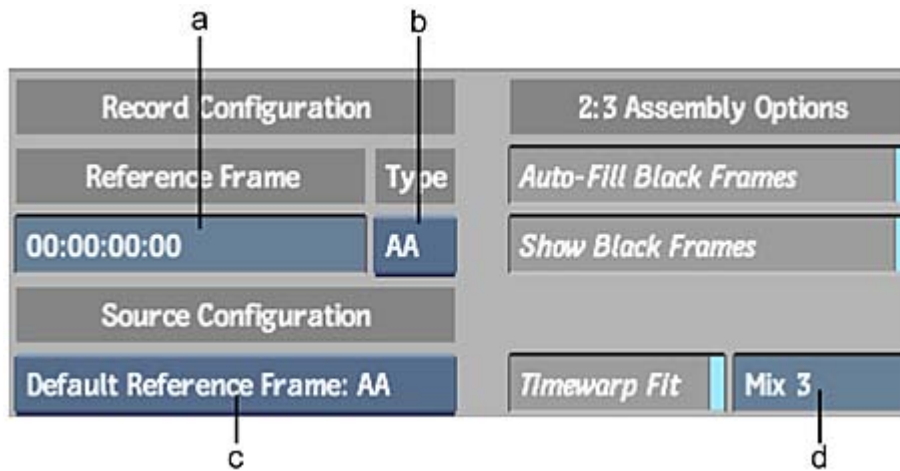 a
b
Record Configuration
2:3 Assembly Options
Reference Frame
Type
Auto-Fill Black Frames
00:00:00:00
AA
Show Black Frames
Source Configuration
Default Reference Frame: AA
Timewarp Fit
Mix 3
c
d